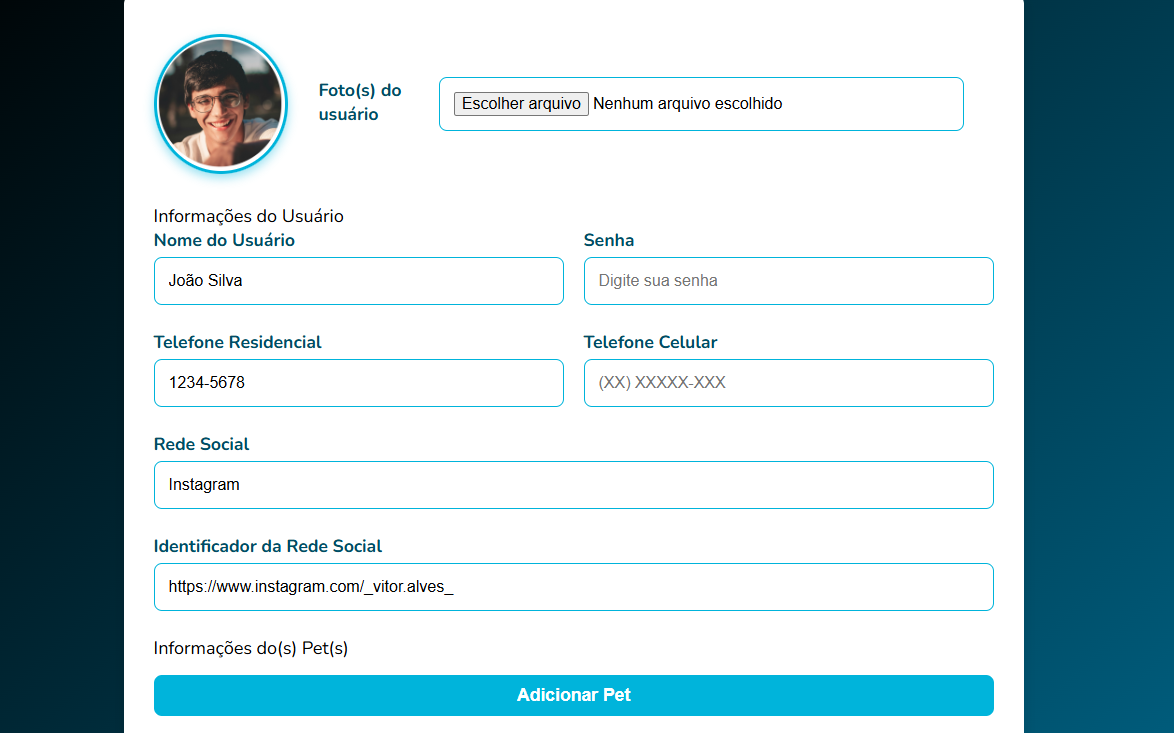 Foto(s) do
usuário
Escolher arquivo Nenhum arquivo escolhido
Informações do Usuário
Nome do Usuário
Senha
João Silva
Digite sua senha
Telefone Residencial
Telefone Celular
1234-5678
(XX) XXXXX-XXX
Rede Social
Instagram
Identificador da Rede Social
https://www.instagram.com/_vitor.alves_
Informações do(s) Pet(s)
Adicionar Pet